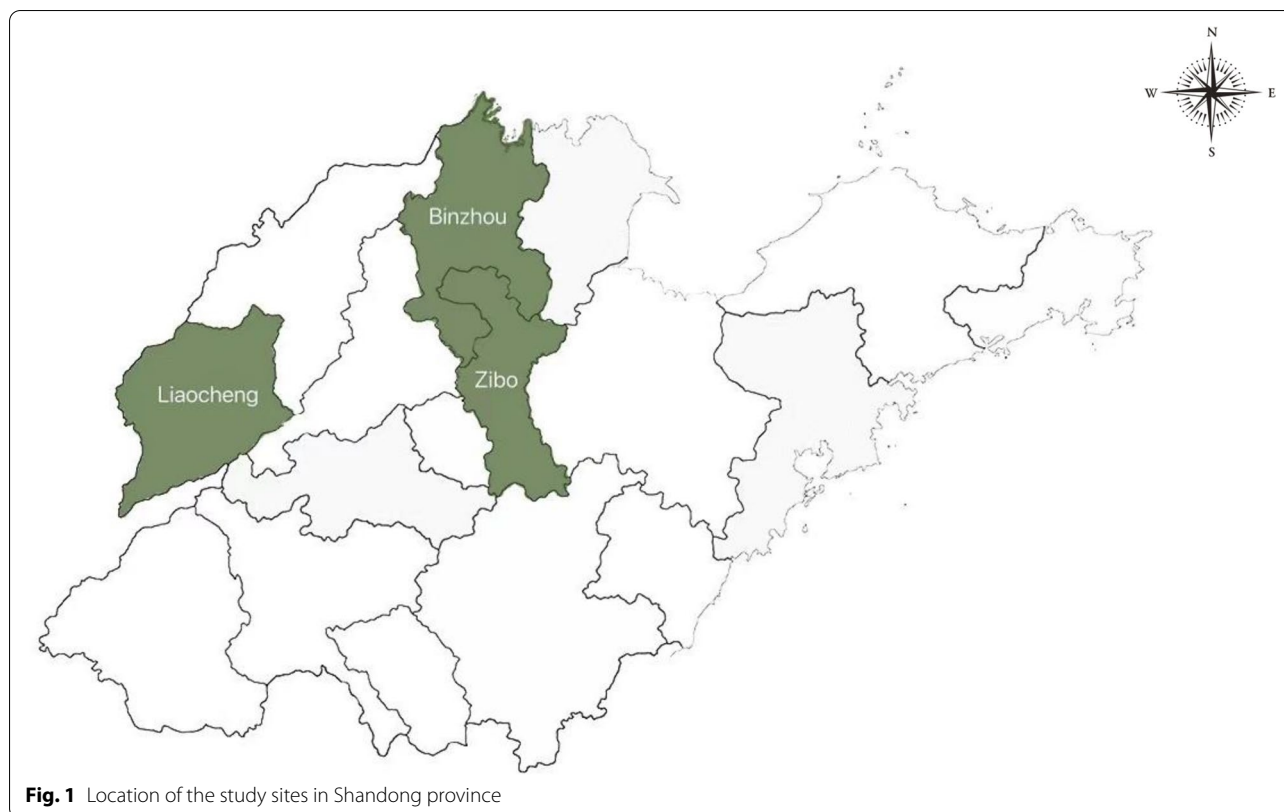 N
W E
S
Binzhou
Zibo
Liaocheng
Fig. 1 Location of the study sites in Shandong province